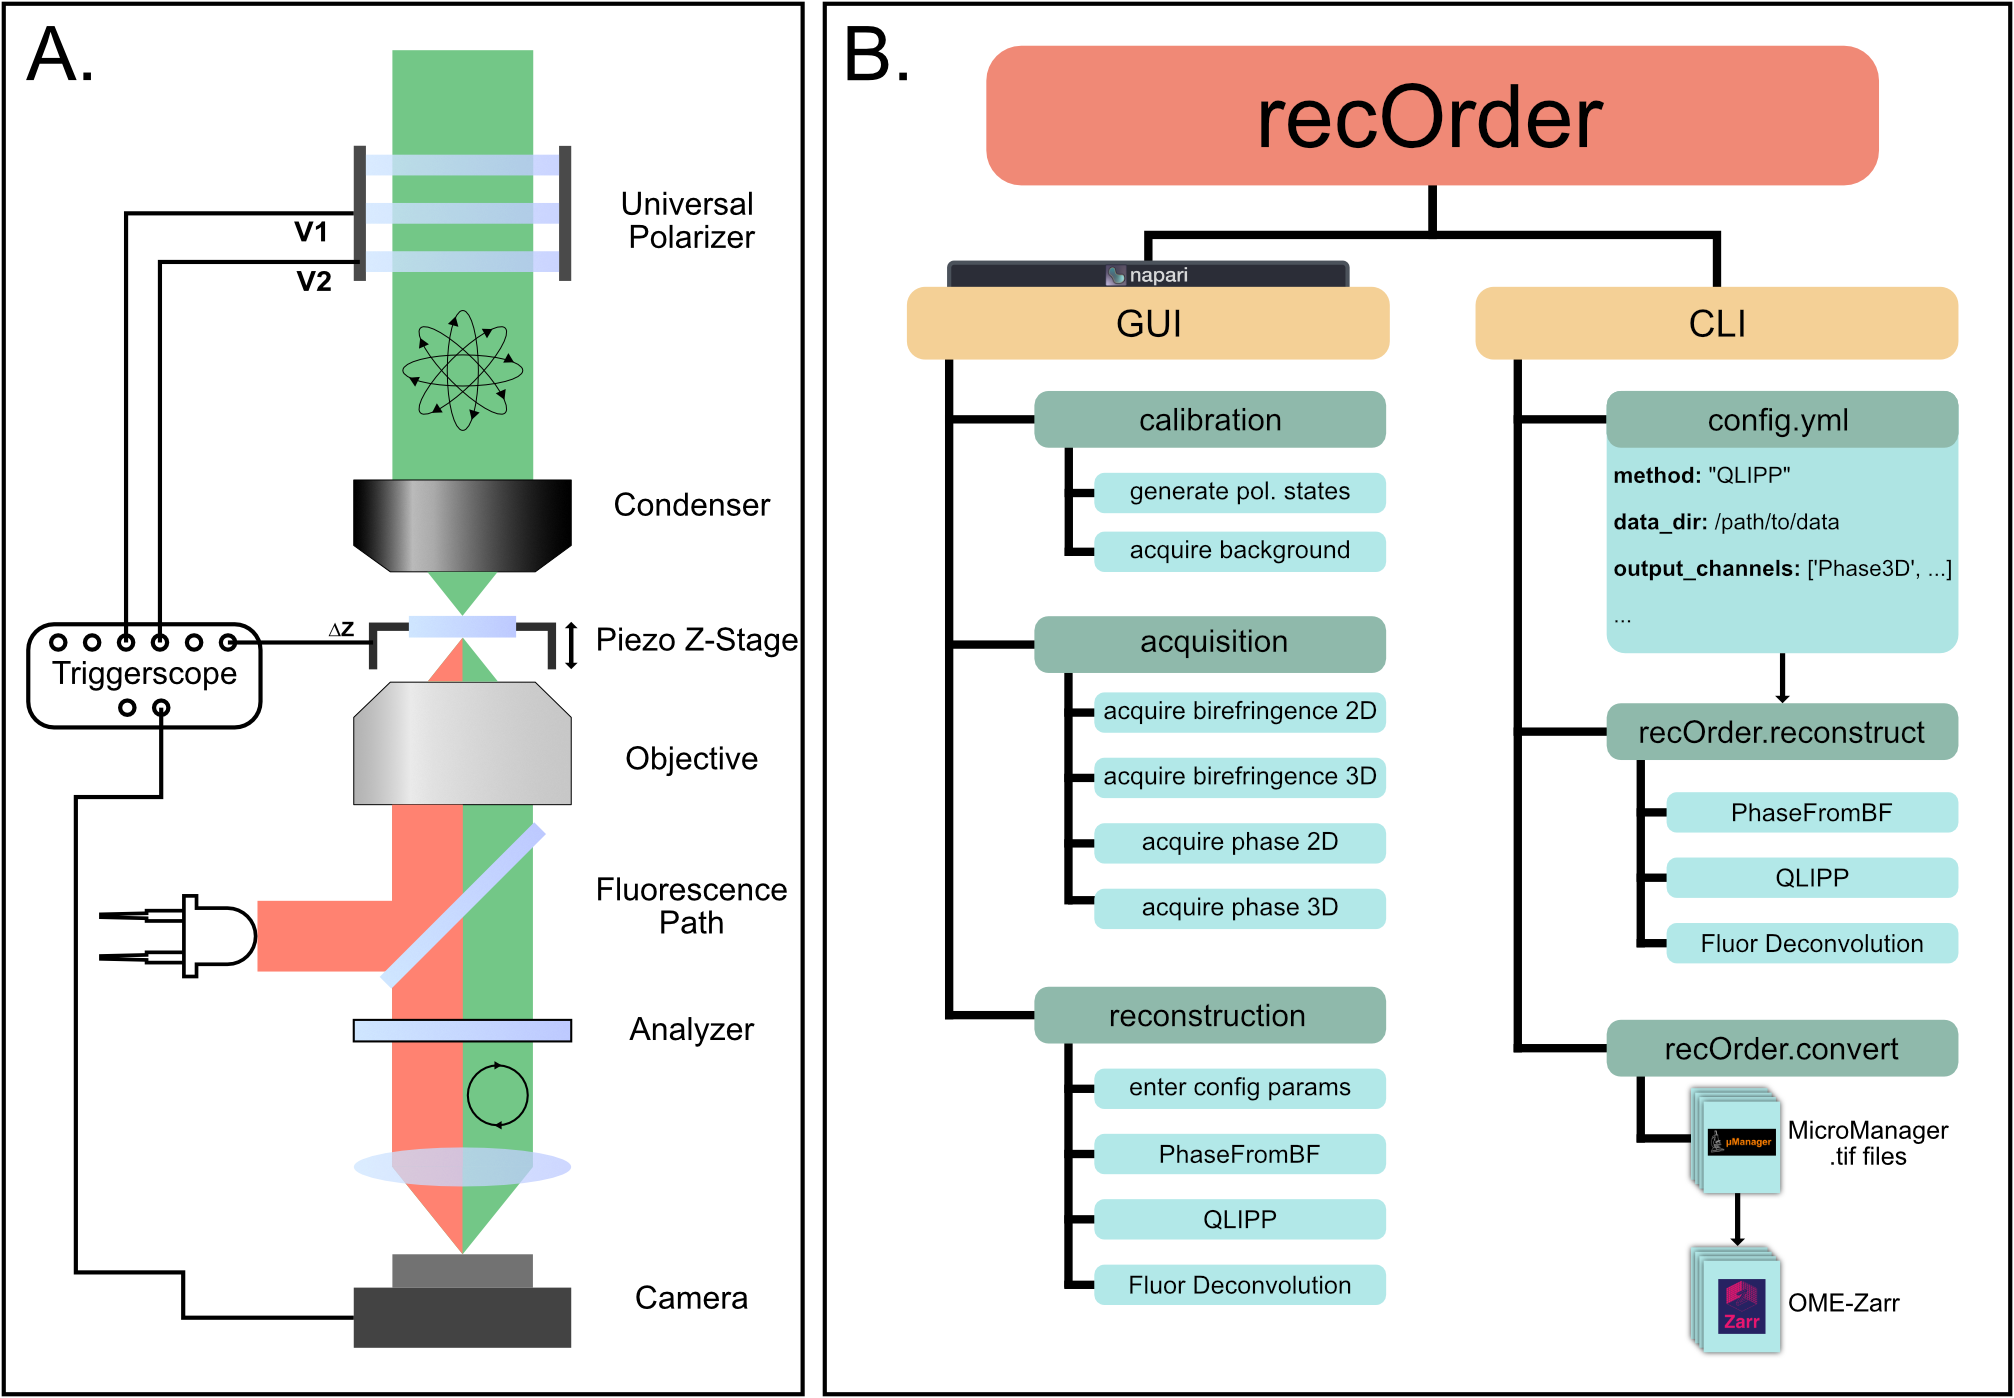 A.
Universal
Polarizer
V1
V2
Condenser
ΔZ
Piezo Z-Stage
Triggerscope
Objective
Fluorescence
Path
Analyzer
Camera
B.
recOrder
napari
GUI
calibration
generate pol. states
acquire background
acquisition
acquire birefringence 2D
acquire birefringence 3D
acquire phase 2D
acquire phase 3D
reconstruction
enter config params
PhaseFromBF
QLIPP
Fluor Deconvolution
CLI
config.yml
method: "QLIPP"
data_dir: /path/to/data
output_channels: ['Phase3D', ...]
...
recOrder.reconstruct
PhaseFromBF
QLIPP
Fluor Deconvolution
recOrder.convert
µManager
MicroManager
.tif files
Zarr
OME-Zarr